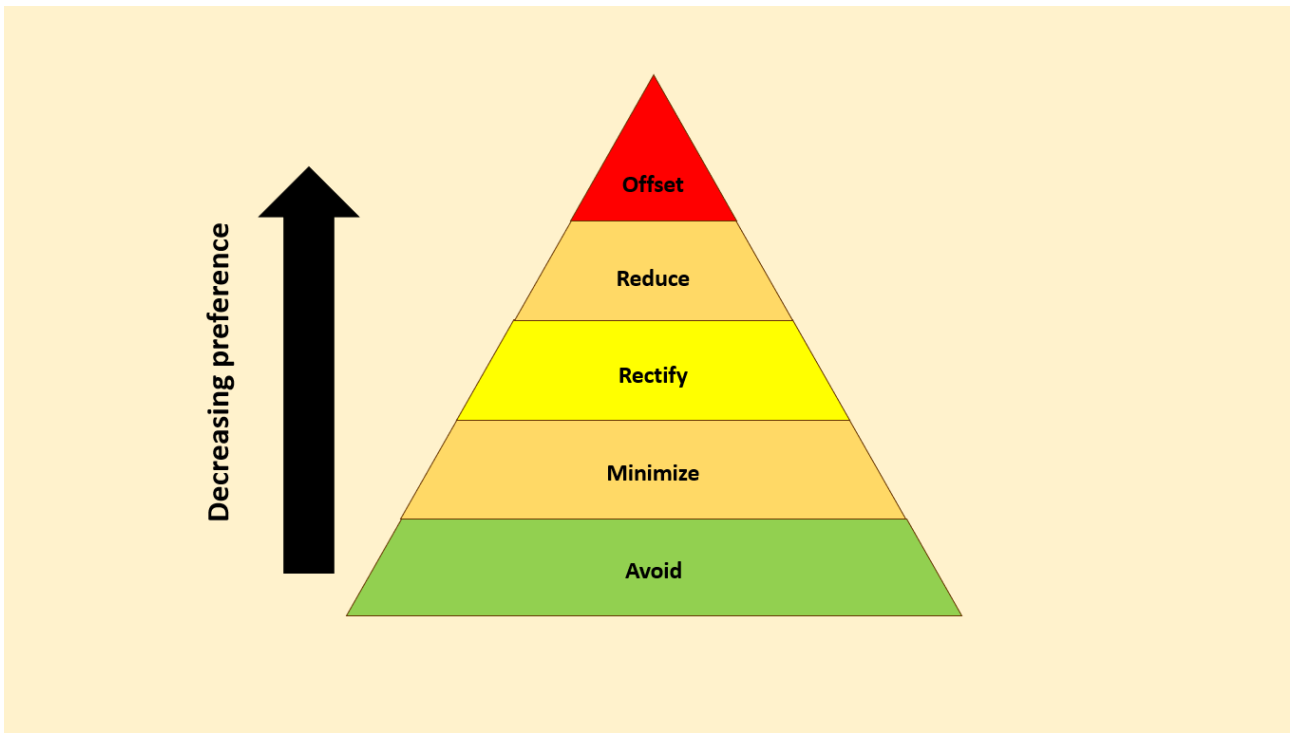 Decreasing preference
Offset
Reduce
Rectify
Minimize
Avoid